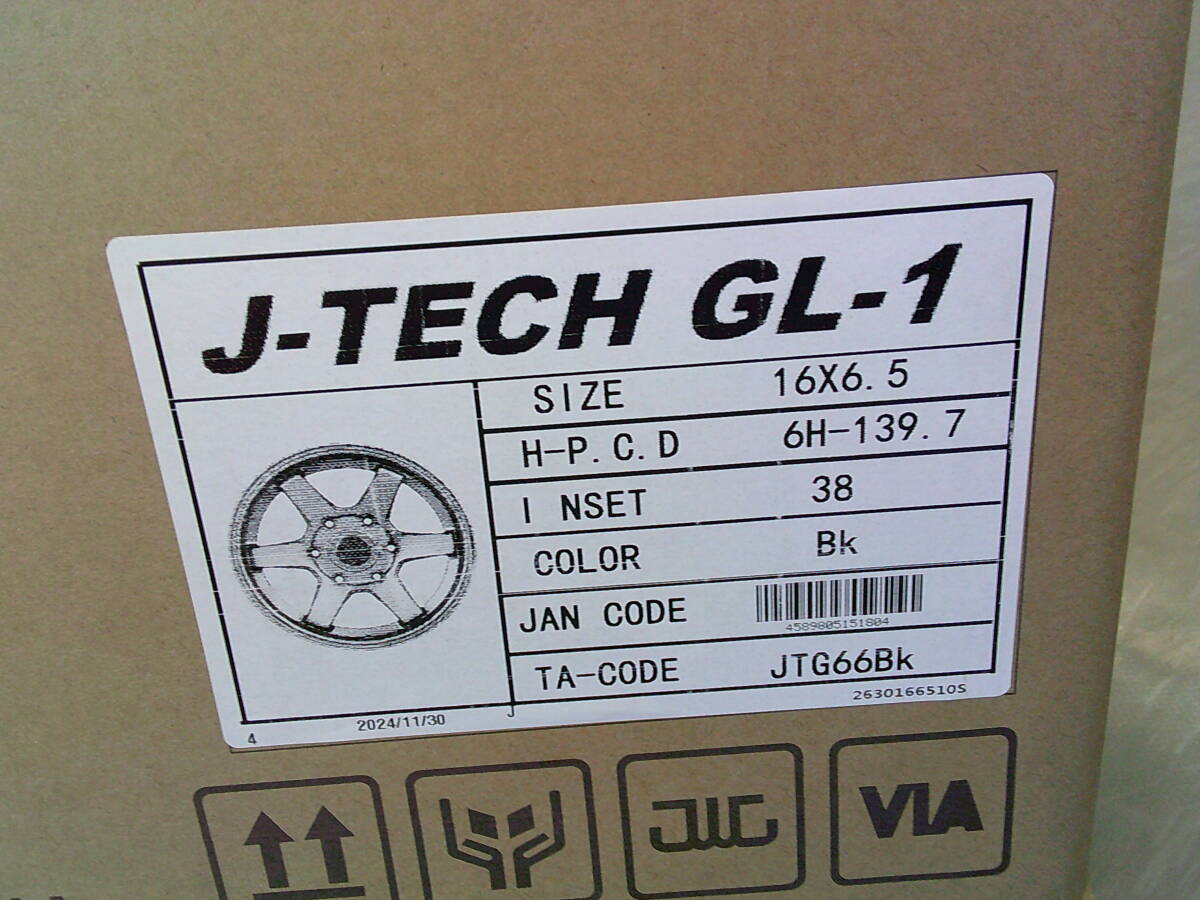 J-TECH GL-1
SIZE 16X6.5
H-P.C.D 6H-139.7
INSET 38
COLOR Bk
JAN CODE
4589805151804
TA-CODE JTG66Bk
4 2024/11/30 J 2630166510S
JWL VIA